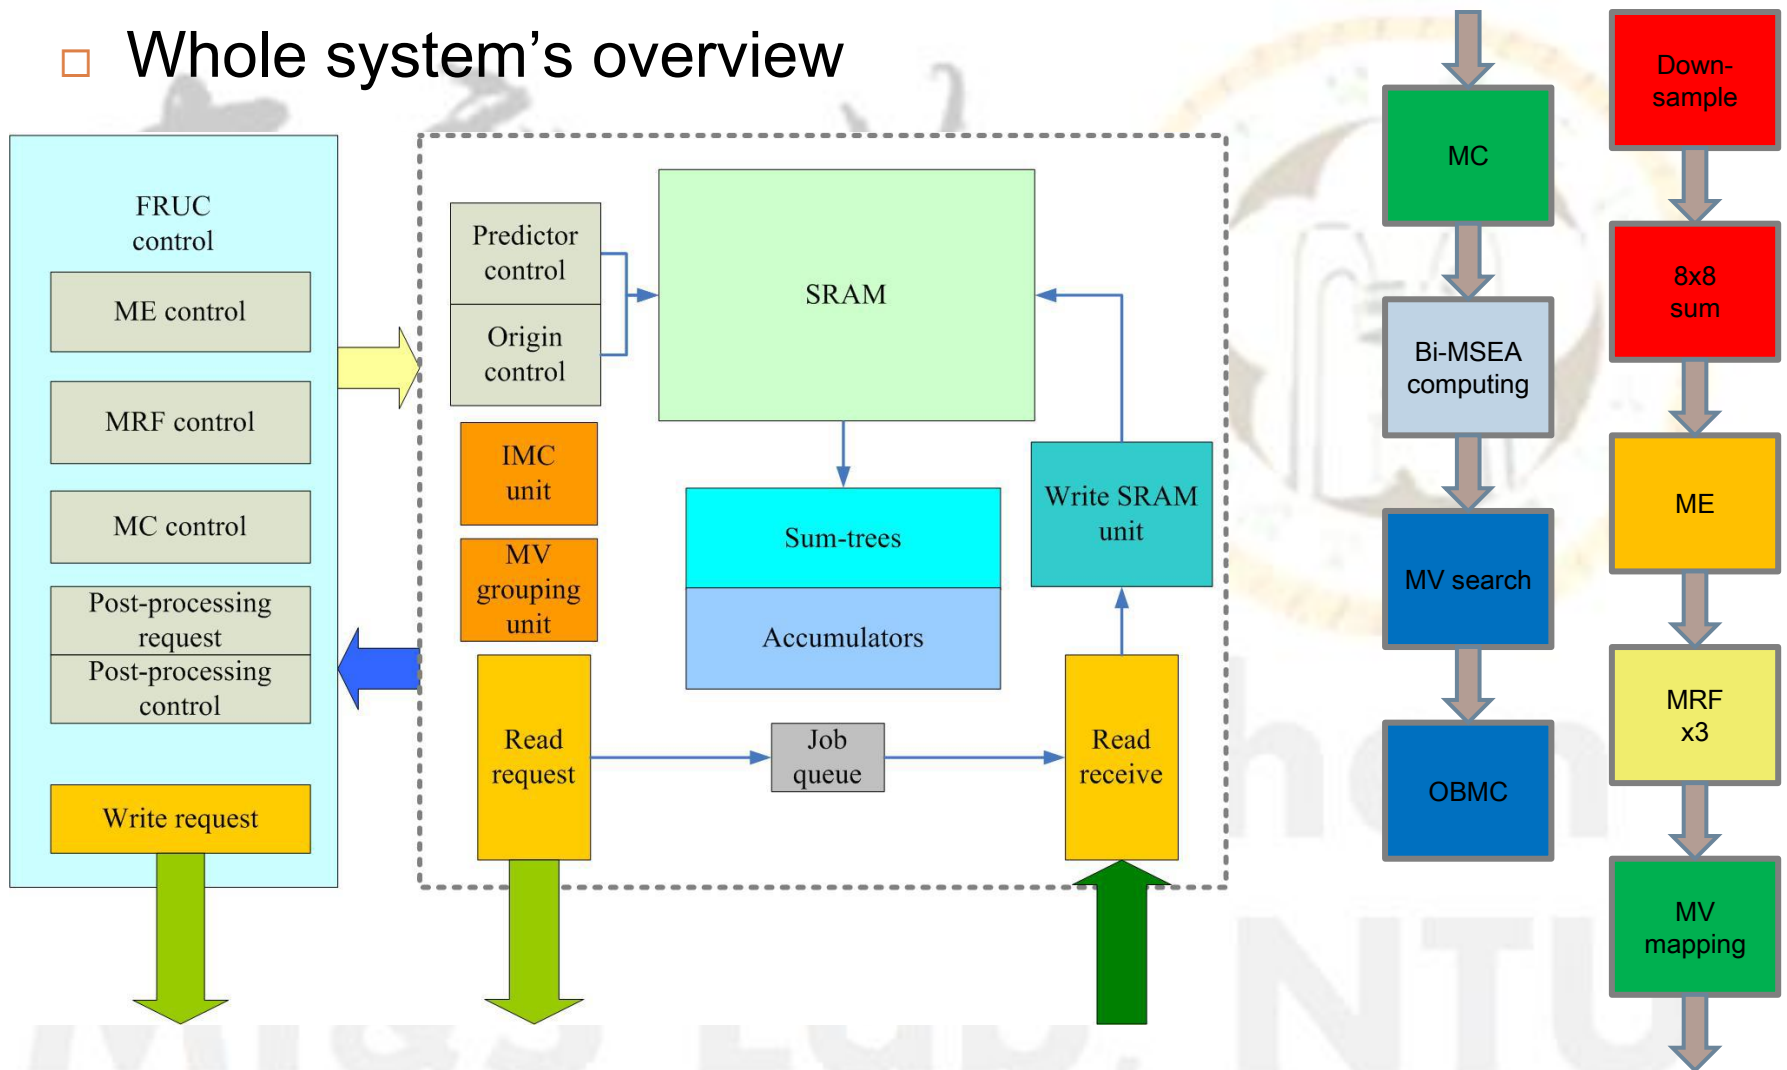 Whole system's overview
FRUC
control
ME control
MRF control
MC control
Post-processing
request
Post-processing
control
Write request
Predictor
control
Origin
control
IMC
unit
MV
grouping
unit
Read
request
SRAM
Sum-trees
Accumulators
Job
queue
Write SRAM
unit
Read
receive
MC
Bi-MSEA
computing
MV search
OBMC
Down-
sample
8x8
sum
ME
MRF
x3
MV
mapping